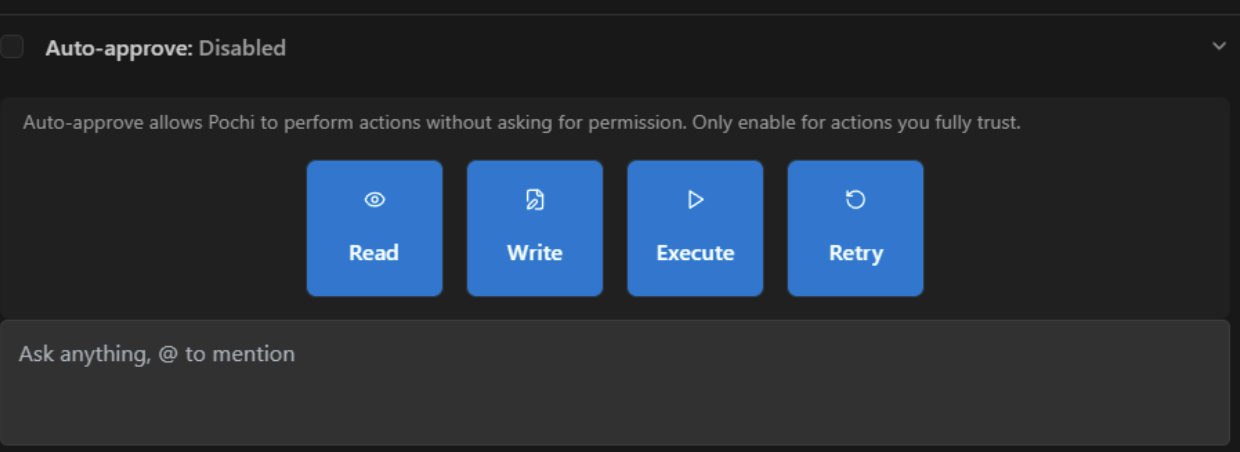 Auto-approve: Disabled
Auto-approve allows Pochi to perform actions without asking for permission. Only enable for actions you fully trust.
Read Write Execute Retry
Ask anything, @ to mention